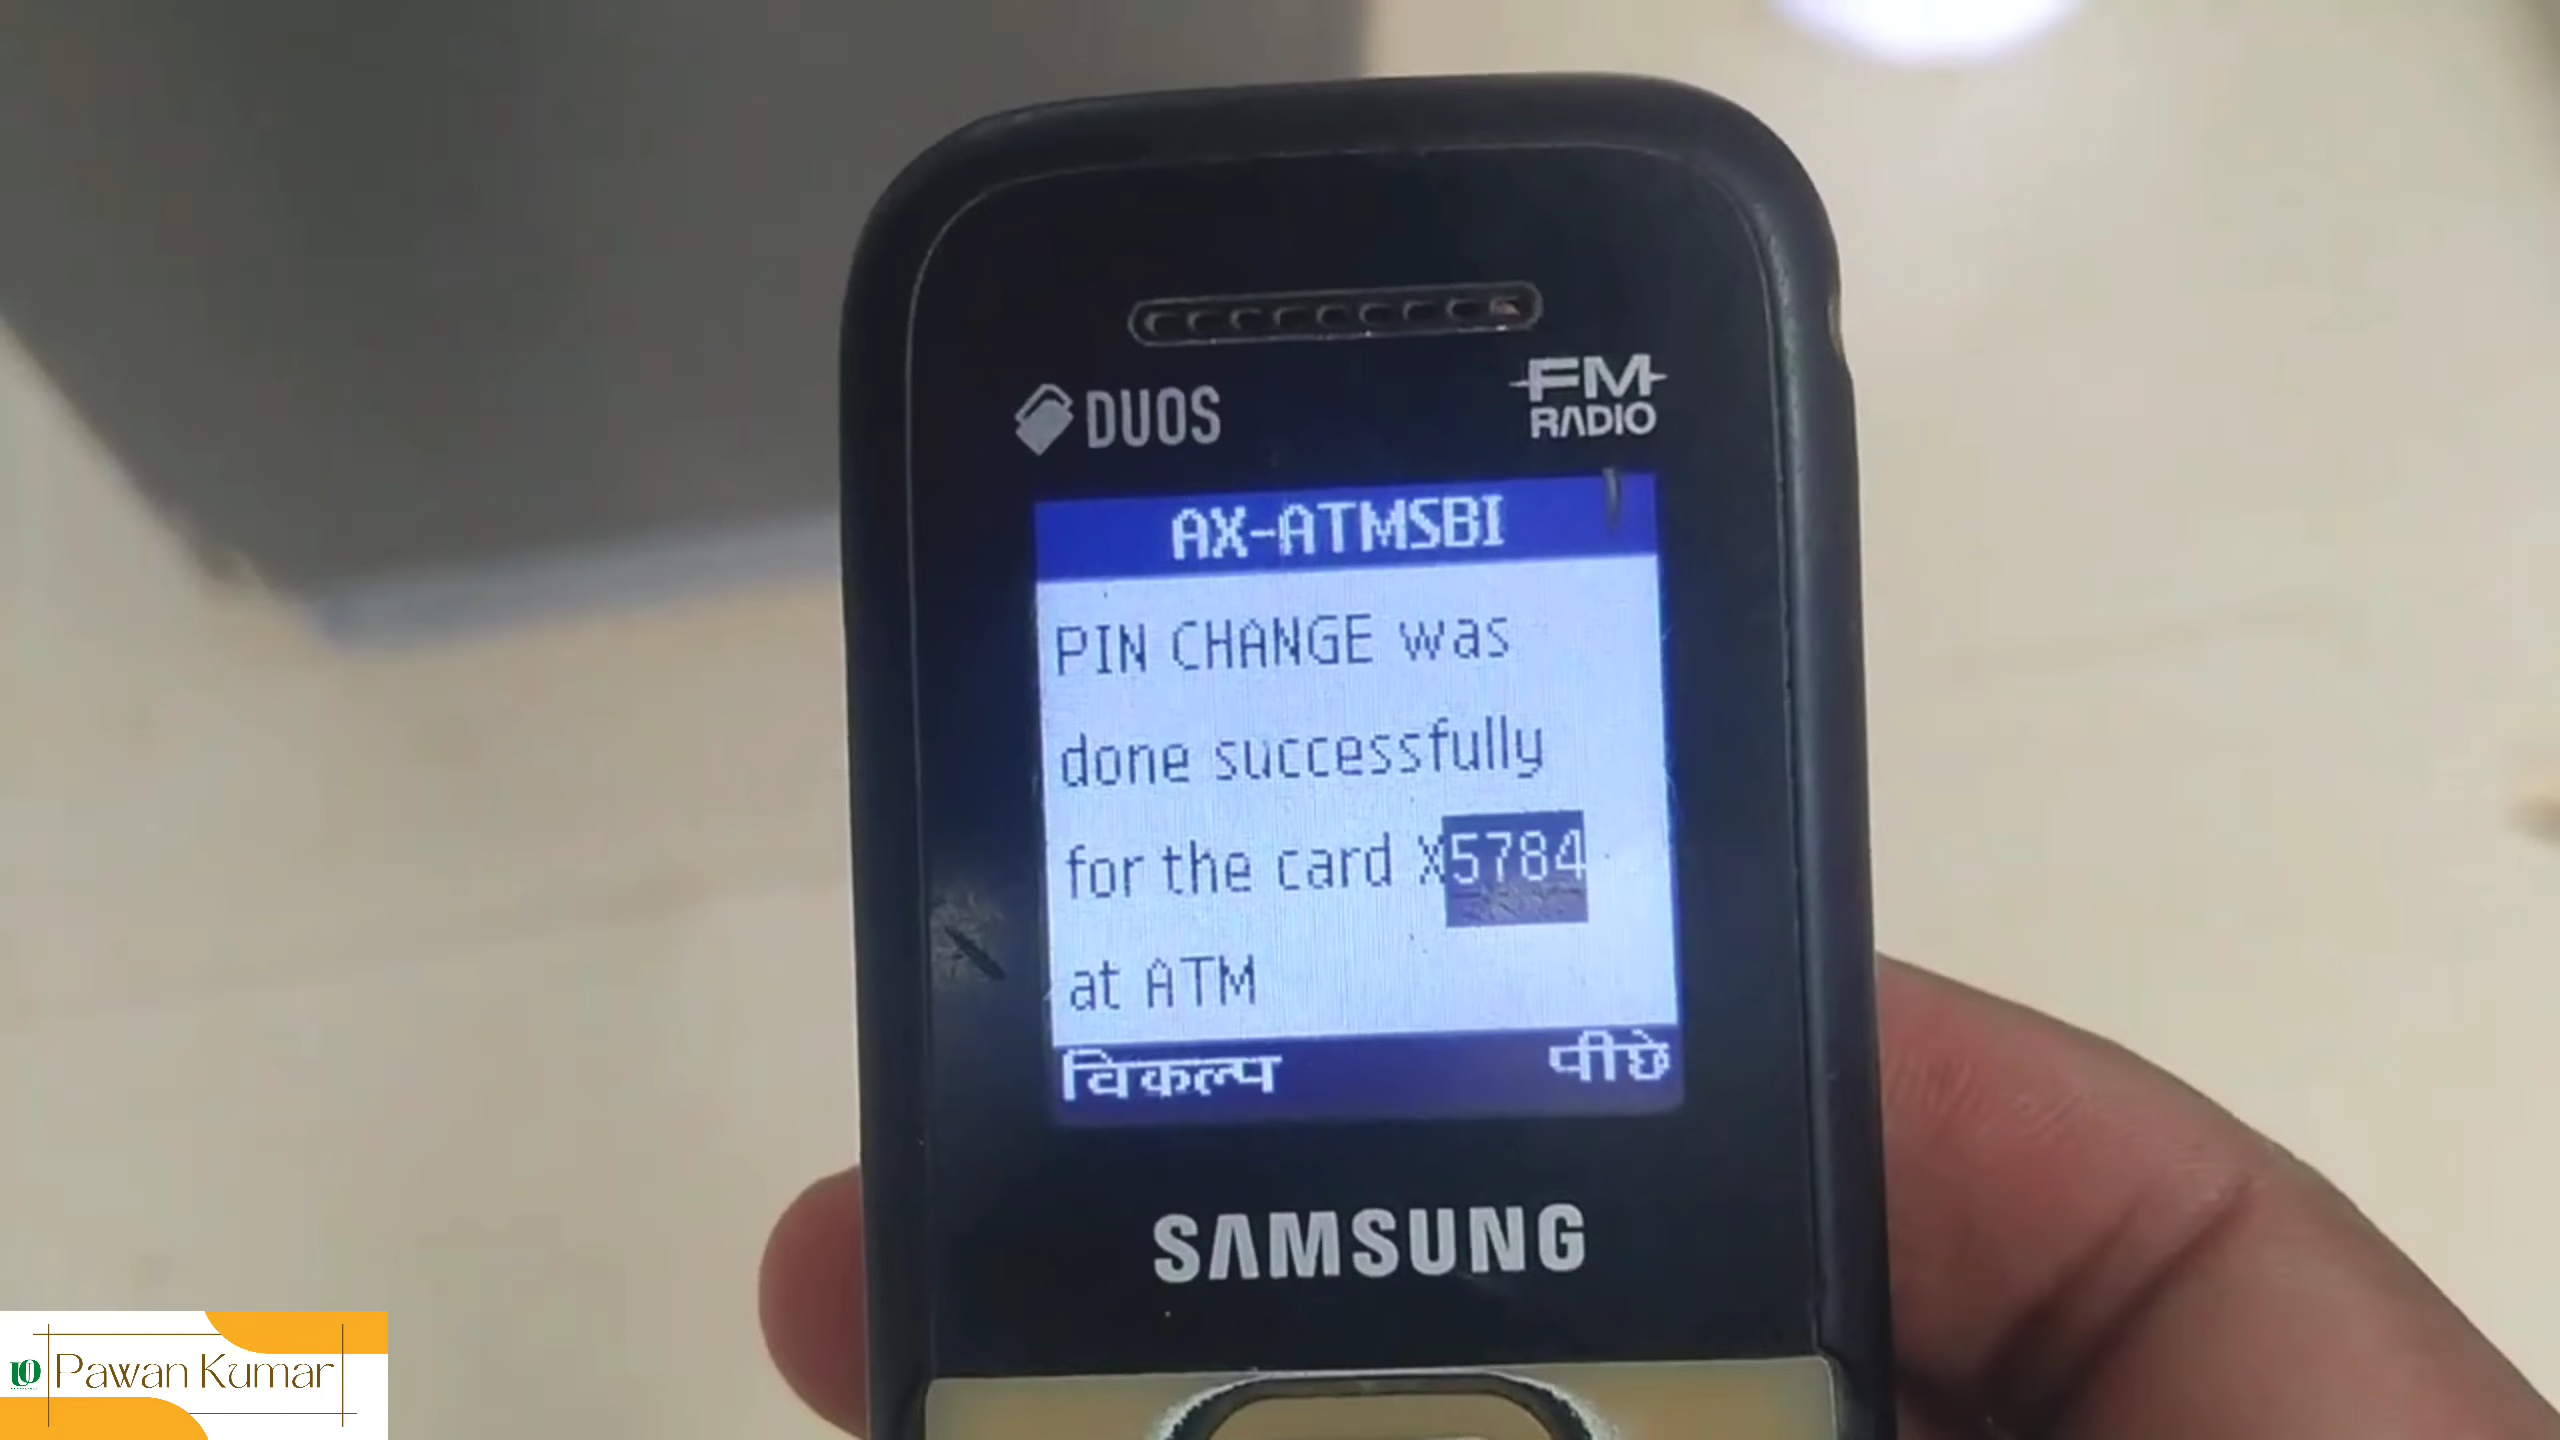 DUOS
FM
RADIO
AX-ATMSBI
PIN CHANGE was
done successfully
for the card X5784
at ATM
विकल्प पीछे
SAMSUNG
Pawan Kumar